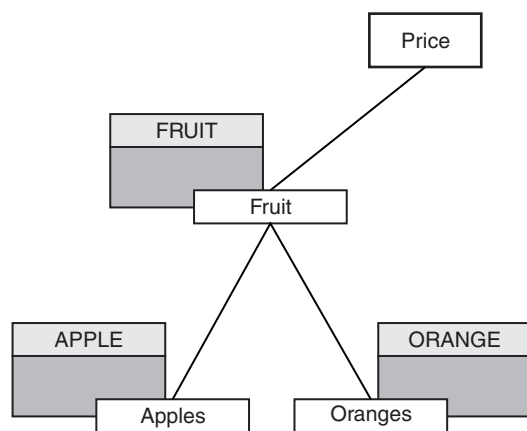 Price
FRUIT
Fruit
APPLE
ORANGE
Apples
Oranges